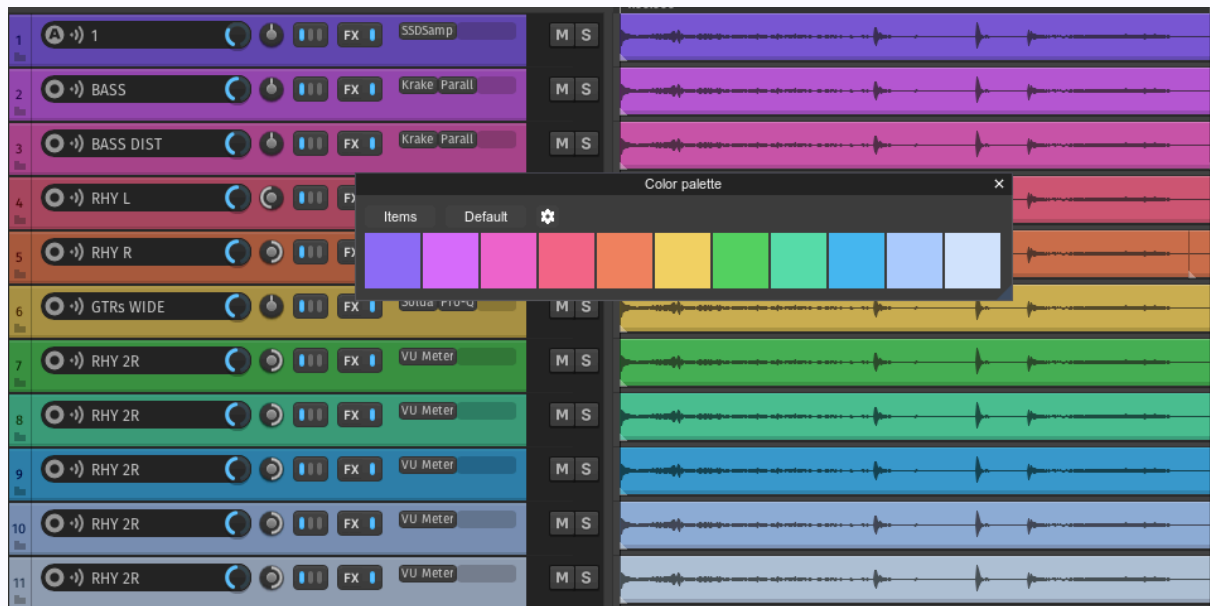 1 A 1 FX SSDSamp M S
2 BASS FX Krake Parall M S
3 BASS DIST FX Krake Parall M S
Color palette
4 RHY L
Items Default
5 RHY R
6 GTRs WIDE FX Pro-Q M S
7 RHY 2R FX VU Meter M S
8 RHY 2R FX VU Meter M S
9 RHY 2R FX VU Meter M S
10 RHY 2R FX VU Meter M S
11 RHY 2R FX VU Meter M S